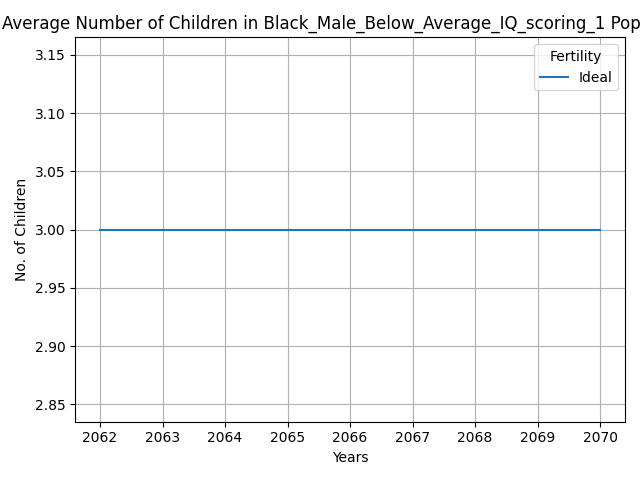 Average Number of Children in Black_Male_Below_Average_IQ_scoring_1 Pop
3.15
3.10
3.05
3.00
2.95
2.90
2.85
No. of Children
Fertility
Ideal
2062 2063 2064 2065 2066 2067 2068 2069 2070
Years